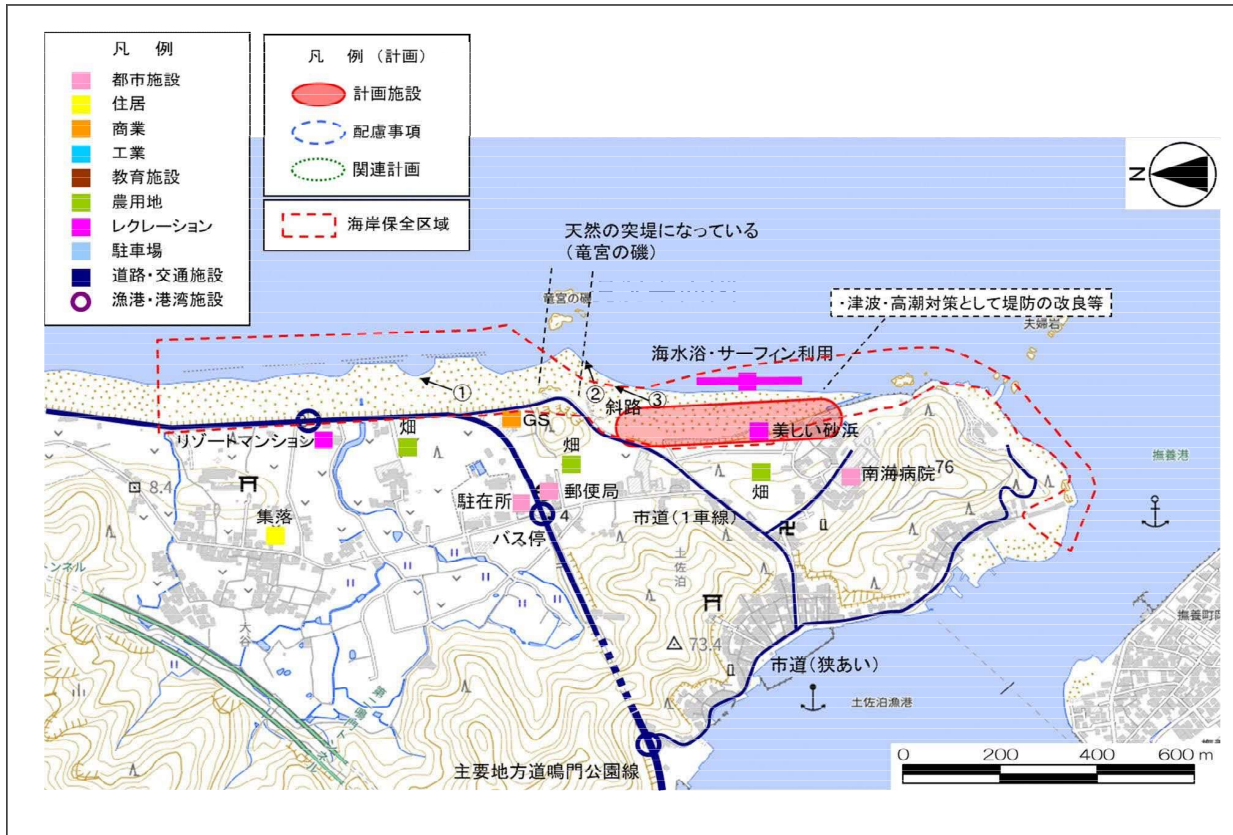 凡 例
都市施設
住居
商業
工業
教育施設
農用地
レクレーション
駐車場
道路・交通施設
漁港・港湾施設
凡 例 (計画)
計画施設
配慮事項
関連計画
海岸保全区域
N
天然の突堤になっている
(竜宮の磯)
竜宮の磯
・津波・高潮対策として堤防の改良等
夫婦岩
海水浴・サーフィン利用
①
②
③
斜路
GS
美しい砂浜
リゾートマンション
畑
畑
畑
南海病院
76
撫養港
8.4
郵便局
駐在所
4
バス停
市道(1車線)
集落
土佐泊
大谷
トンネル
73.4
撫養町岡
市道(狭あい)
土佐泊漁港
主要地方道鳴門公園線
0 200 400 600 m